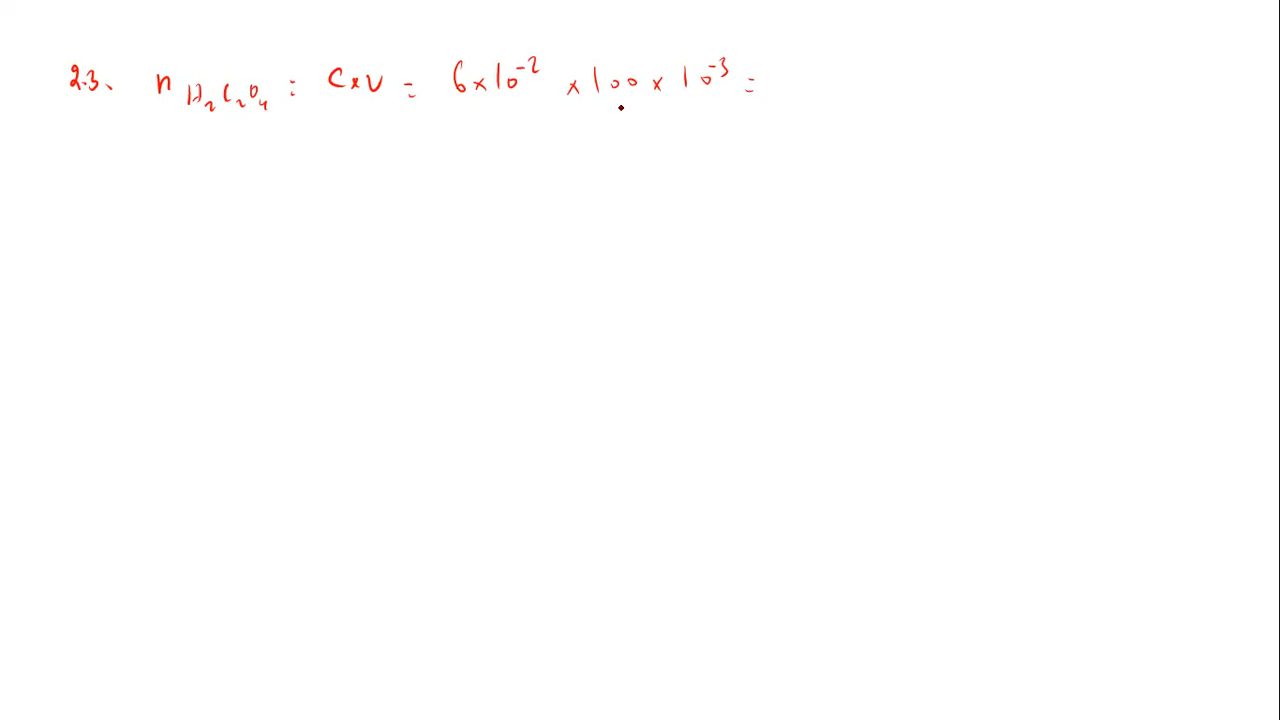 2.3. n H₂C₂O₄ = C×V = 6×10⁻² ×100×10⁻³ =